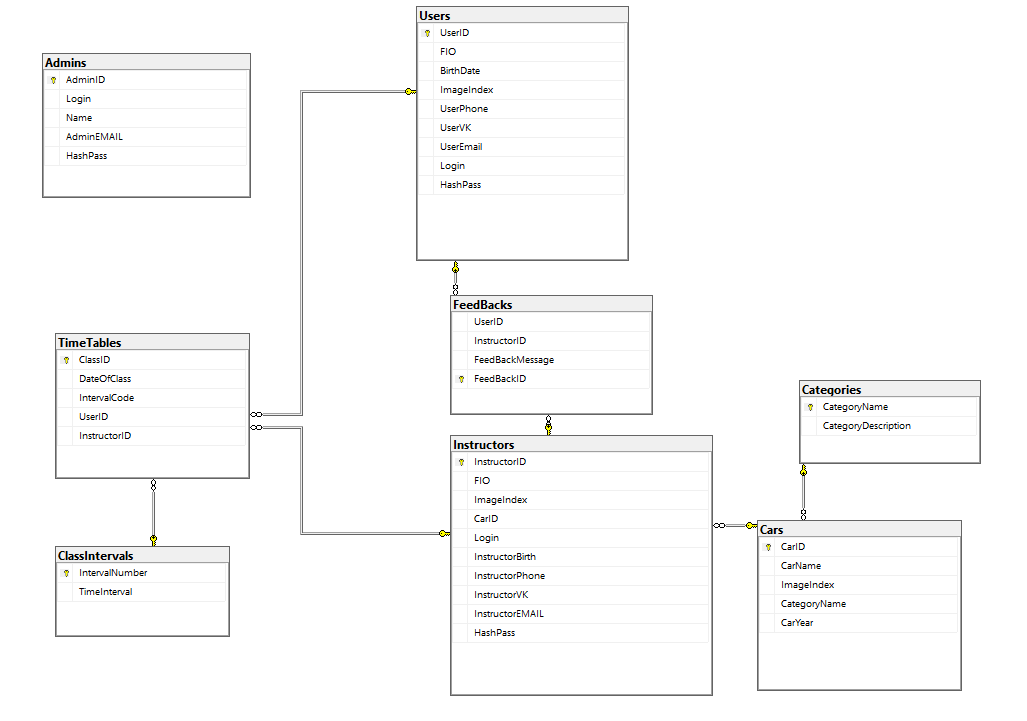 Users
UserID
FIO
BirthDate
ImageIndex
UserPhone
UserVK
UserEmail
Login
HashPass
Admins
AdminID
Login
Name
AdminEMAIL
HashPass
FeedBacks
UserID
InstructorID
FeedBackMessage
FeedBackID
TimeTables
ClassID
DateOfClass
IntervalCode
UserID
InstructorID
Categories
CategoryName
CategoryDescription
Instructors
InstructorID
FIO
ImageIndex
CarID
Login
InstructorBirth
InstructorPhone
InstructorVK
InstructorEMAIL
HashPass
Cars
CarID
CarName
ImageIndex
CategoryName
CarYear
ClassIntervals
IntervalNumber
TimeInterval